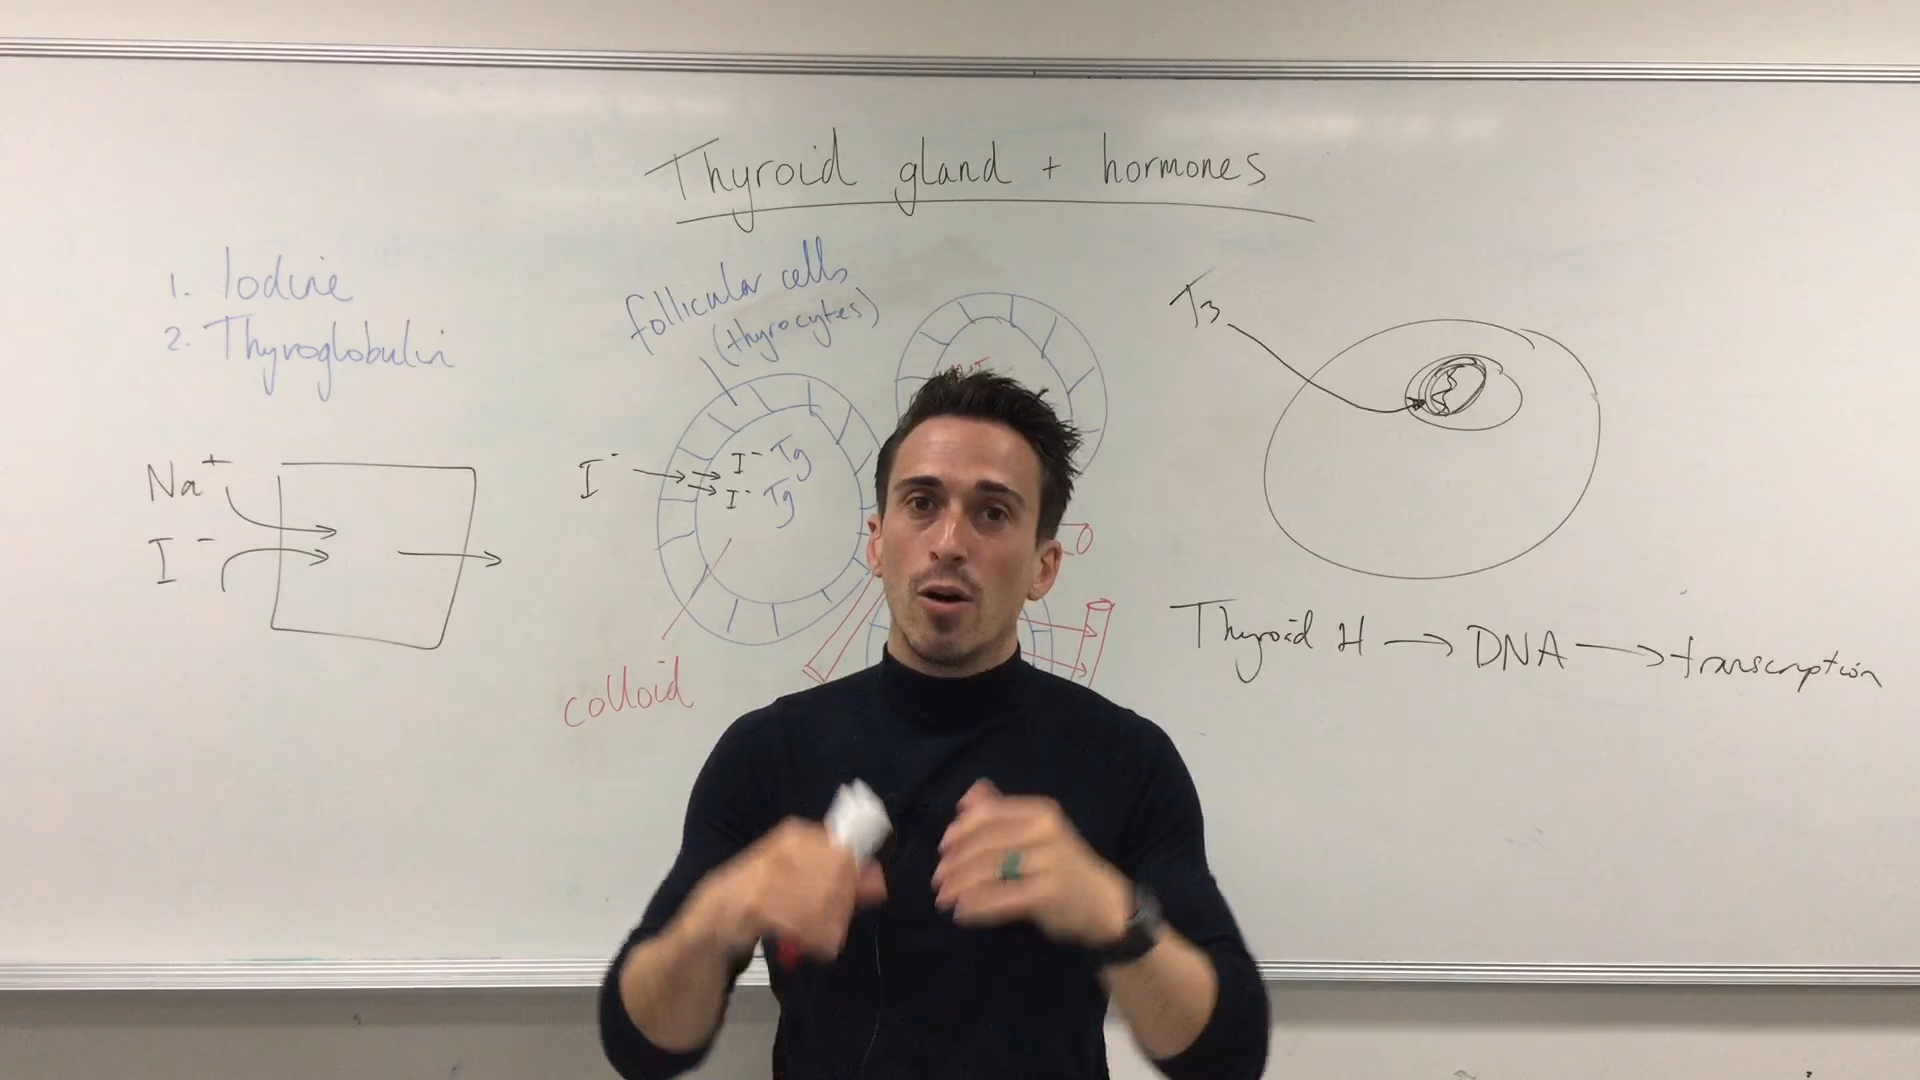 Thyroid gland + hormones
1. Iodine
2. Thyroglobulin
follicular cells
(thyrocytes)
T3
Na+
I-
I-
I- Tg
I- Tg
colloid
Thyroid H → DNA → transcription